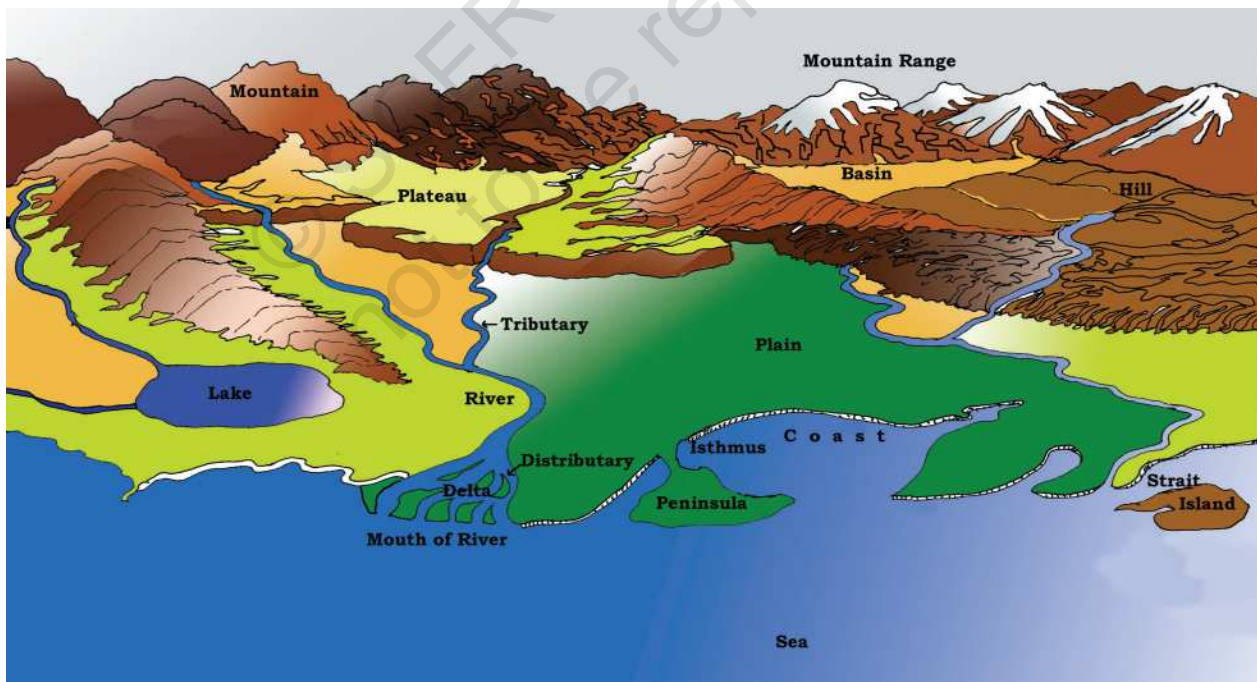 Mountain Range
Mountain
Basin
Hill
Plateau
← Tributary
Plain
Lake
River
Coast
Isthmus
Distributary
Delta
Strait
Peninsula
Island
Mouth of River
Sea